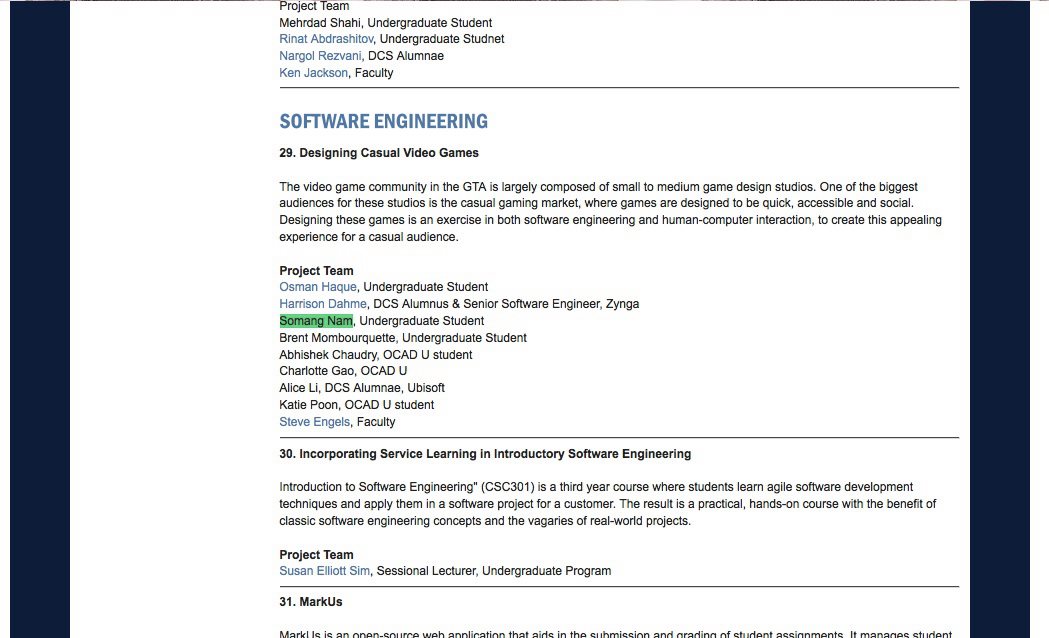 Project Team
Mehrdad Shahi, Undergraduate Student
Rinat Abdrashitov, Undergraduate Studnet
Nargol Rezvani, DCS Alumnae
Ken Jackson, Faculty
SOFTWARE ENGINEERING
29. Designing Casual Video Games
The video game community in the GTA is largely composed of small to medium game design studios. One of the biggest
audiences for these studios is the casual gaming market, where games are designed to be quick, accessible and social.
Designing these games is an exercise in both software engineering and human-computer interaction, to create this appealing
experience for a casual audience.
Project Team
Osman Haque, Undergraduate Student
Harrison Dahme, DCS Alumnus & Senior Software Engineer, Zynga
Somang Nam, Undergraduate Student
Brent Mombourquette, Undergraduate Student
Abhishek Chaudry, OCAD U student
Charlotte Gao, OCAD U
Alice Li, DCS Alumnae, Ubisoft
Katie Poon, OCAD U student
Steve Engels, Faculty
30. Incorporating Service Learning in Introductory Software Engineering
Introduction to Software Engineering" (CSC301) is a third year course where students learn agile software development
techniques and apply them in a software project for a customer. The result is a practical, hands-on course with the benefit of
classic software engineering concepts and the vagaries of real-world projects.
Project Team
Susan Elliott Sim, Sessional Lecturer, Undergraduate Program
31. MarkUs
MarkUs is an open-source web application that aids in the submission and grading of student assignments. It manages student